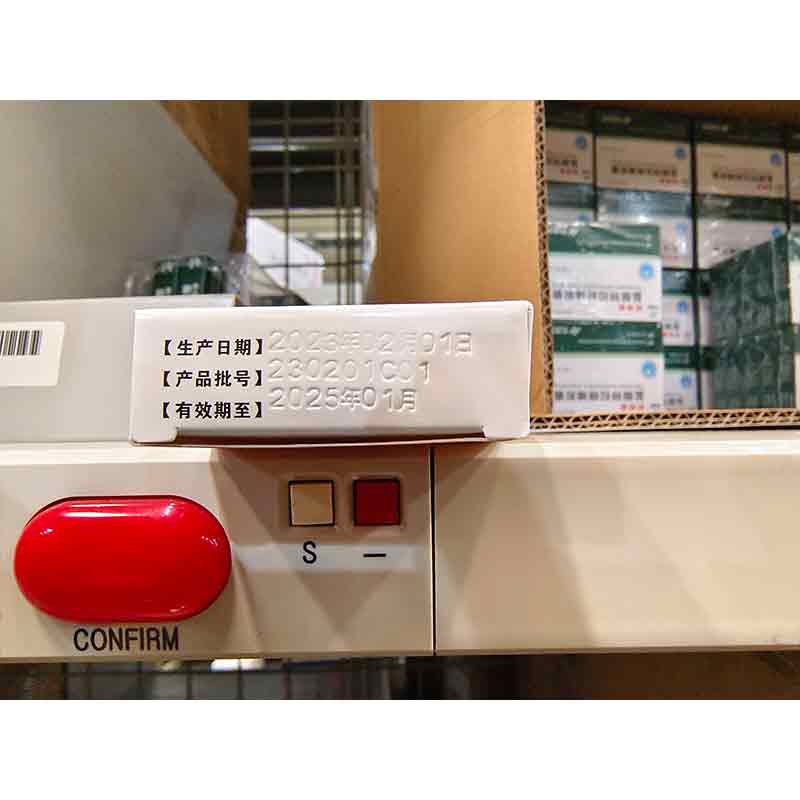 【生产日期】2023年02月01日
【产品批号】230201C01
【有效期至】2025年01月
S
—
CONFIRM